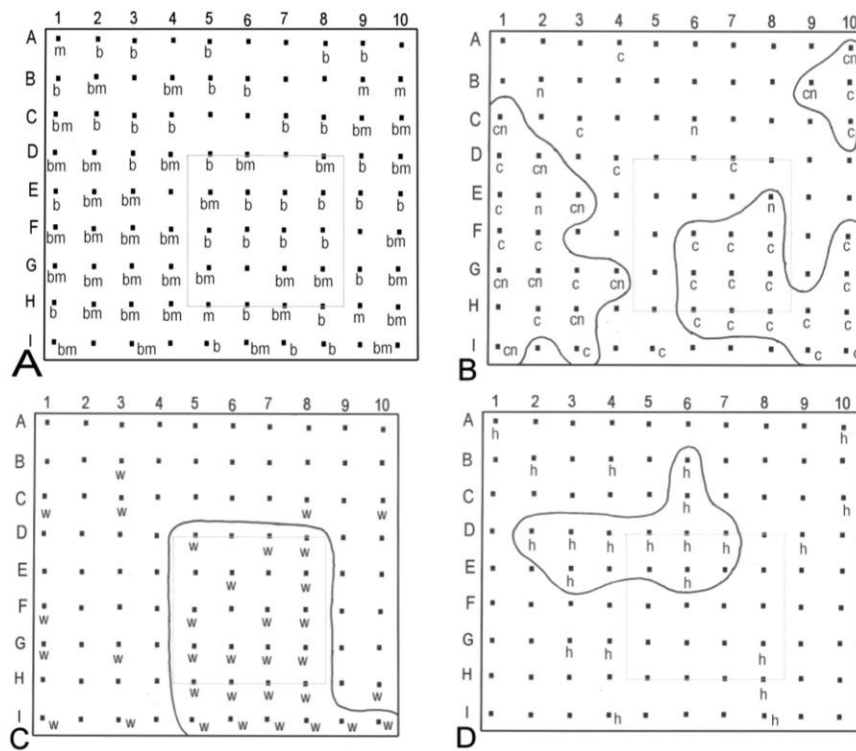 1 2 3 4 5 6 7 8 9 10
A m b b b b b
B b bm bm b b m m
C bm b b b b b bm bm
D bm bm b bm b bm bm b bm
E b bm bm bm b b b b b
F bm bm bm bm b b b b bm
G bm bm bm bm bm bm bm b bm
H b bm bm bm m b bm b m bm
I bm bm b bm b b bm
A
1 2 3 4 5 6 7 8 9 10
A c cn
B n cn c
C cn c n c
D c cn c c
E c n cn n
F c c c c c c
G cn cn c cn c c c c
H c cn c c c c c
I cn c c c c
B
1 2 3 4 5 6 7 8 9 10
A
B w
C w w w w
D w w w
E w w
F w w w w
G w w w w w w
H w w w w w
I w w w w w w w
C
1 2 3 4 5 6 7 8 9 10
A h h
B h h h
C h h
D h h h h h h h
E h h
F
G h h h
H h
I h h
D